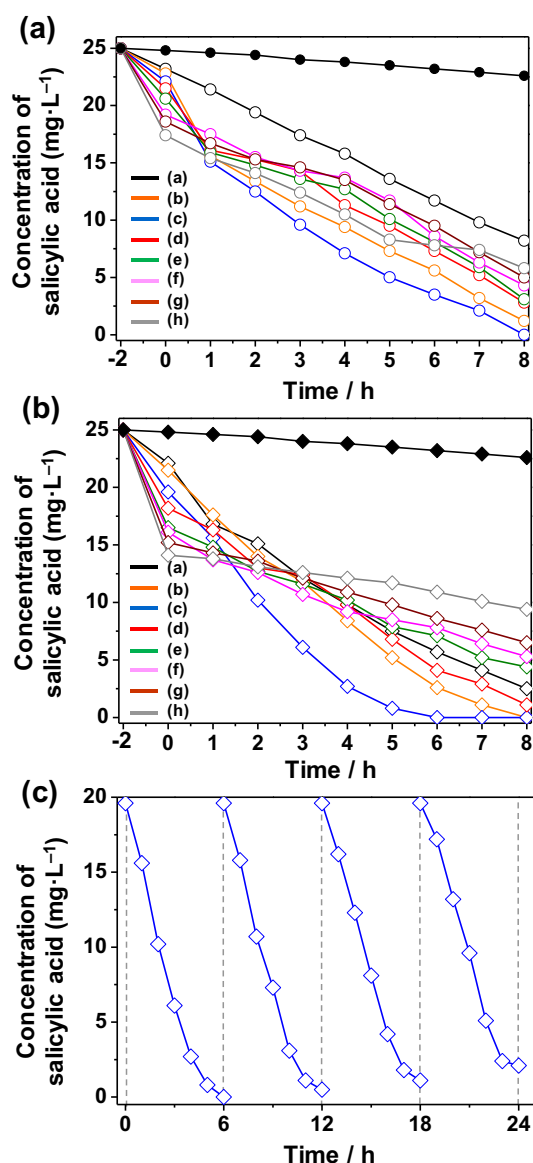 (a)
Concentration of
salicylic acid (mg·L⁻¹)
25
20
15
10
5
0
(a)
(b)
(c)
(d)
(e)
(f)
(g)
(h)
-2 0 1 2 3 4 5 6 7 8
Time / h
(b)
Concentration of
salicylic acid (mg·L⁻¹)
25
20
15
10
5
0
(a)
(b)
(c)
(d)
(e)
(f)
(g)
(h)
-2 0 1 2 3 4 5 6 7 8
Time / h
(c)
Concentration of
salicylic acid (mg·L⁻¹)
20
15
10
5
0
0 6 12 18 24
Time / h